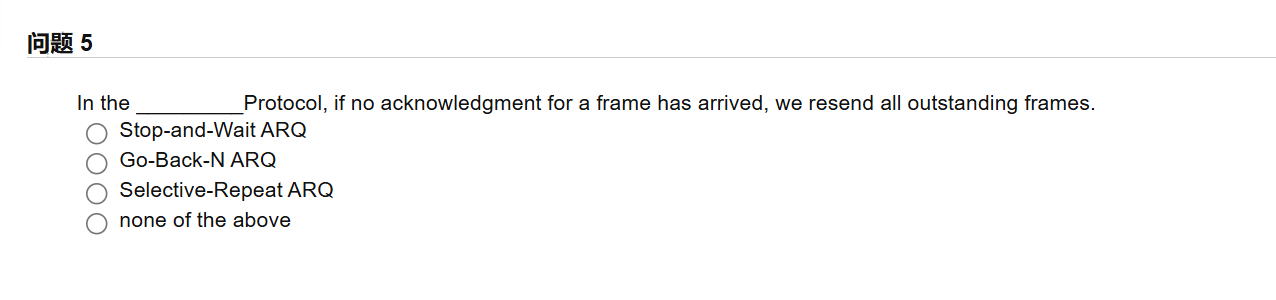 问题 5
In the __________Protocol, if no acknowledgment for a frame has arrived, we resend all outstanding frames.
Stop-and-Wait ARQ
Go-Back-N ARQ
Selective-Repeat ARQ
none of the above